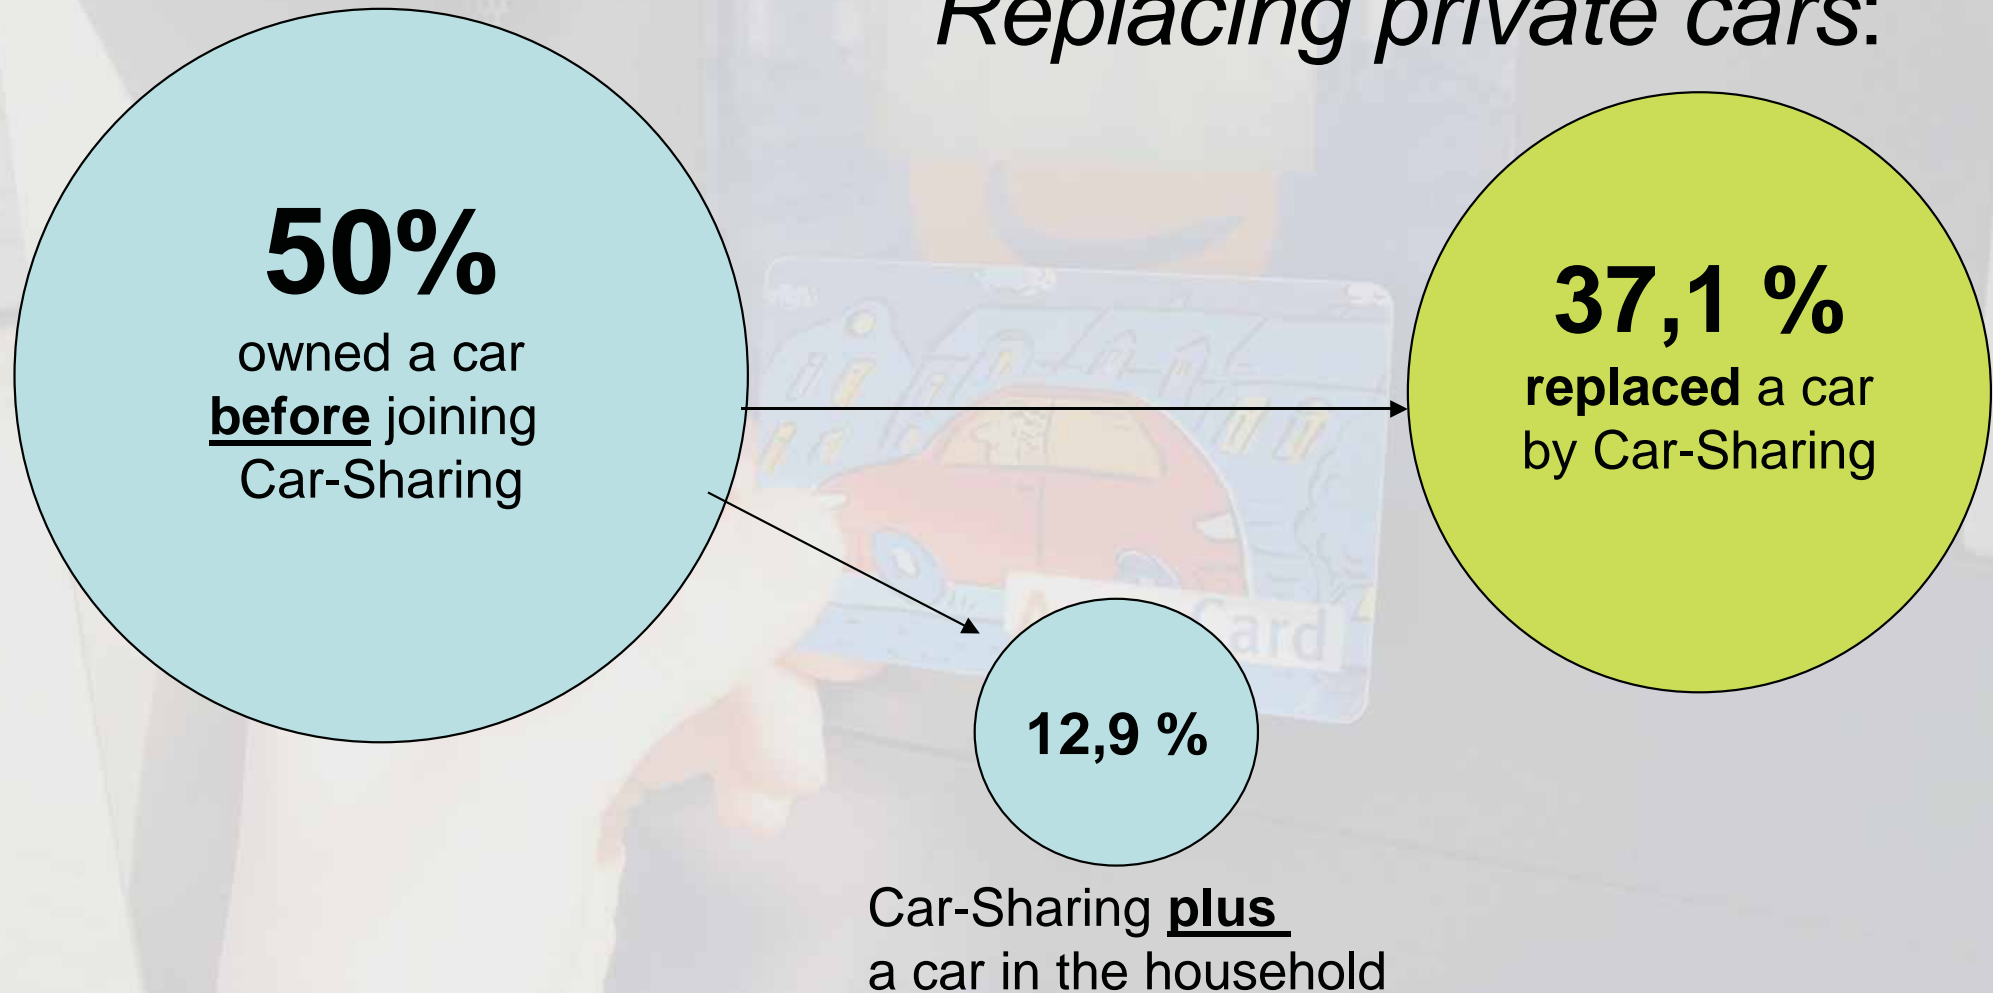 Replacing private cars:
50%
owned a car
before joining
Car-Sharing
37,1 %
replaced a car
by Car-Sharing
12,9 %
Car-Sharing plus
a car in the household